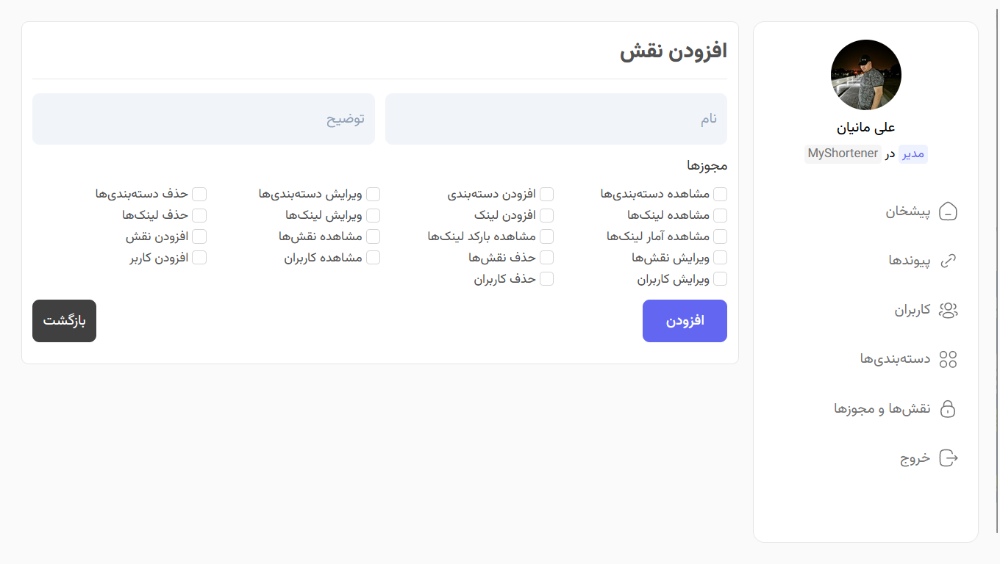 علی مانیان
مدیر در MyShortener
پیشخان
پیوندها
کاربران
دسته‌بندی‌ها
نقش‌ها و مجوزها
خروج
افزودن نقش
نام
توضیح
مجوزها
مشاهده دسته‌بندی‌ها افزودن دسته‌بندی ویرایش دسته‌بندی‌ها حذف دسته‌بندی‌ها
مشاهده لینک‌ها افزودن لینک ویرایش لینک‌ها حذف لینک‌ها
مشاهده آمار لینک‌ها مشاهده بارکد لینک‌ها مشاهده نقش‌ها افزودن نقش
ویرایش نقش‌ها حذف نقش‌ها مشاهده کاربران افزودن کاربر
ویرایش کاربران حذف کاربران
افزودن
بازگشت